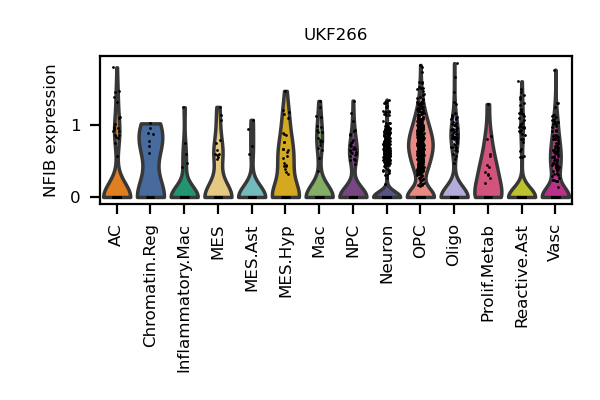 UKF266
NFIB expression
1
0
AC
Chromatin.Reg
Inflammatory.Mac
MES
MES.Ast
MES.Hyp
Mac
NPC
Neuron
OPC
Oligo
Prolif.Metab
Reactive.Ast
Vasc